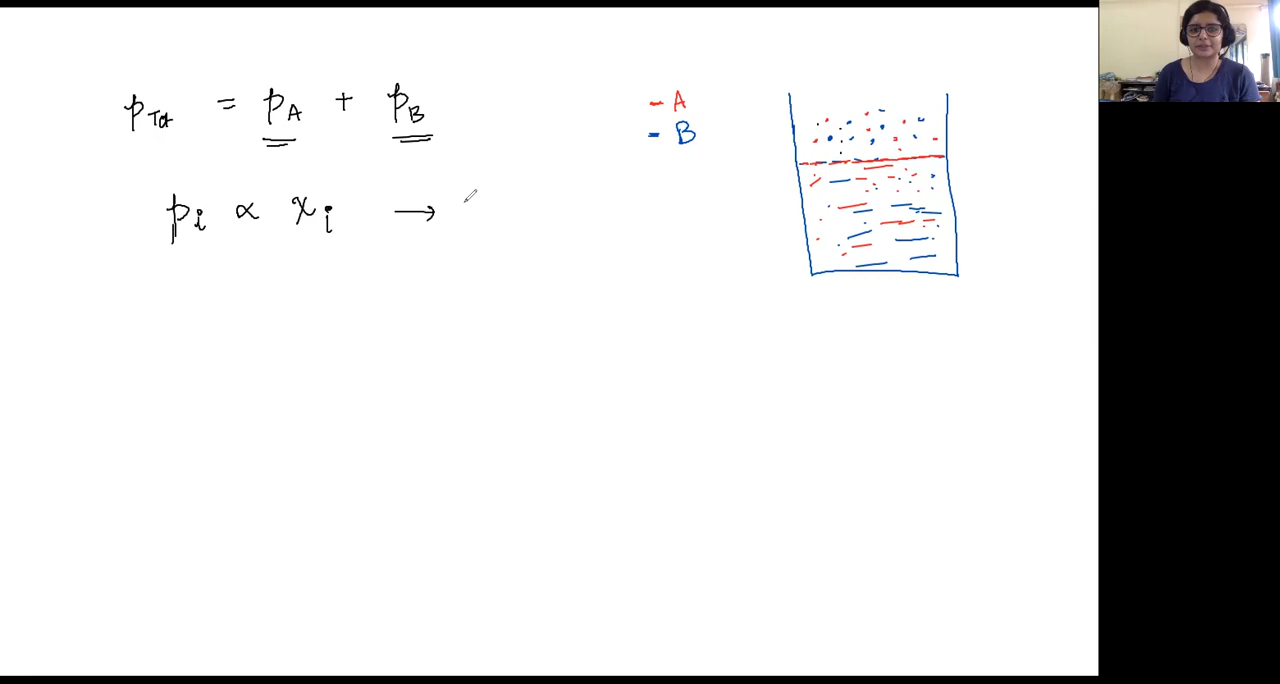 p_Tot = p_A + p_B
p_i ∝ x_i →
- A
- B